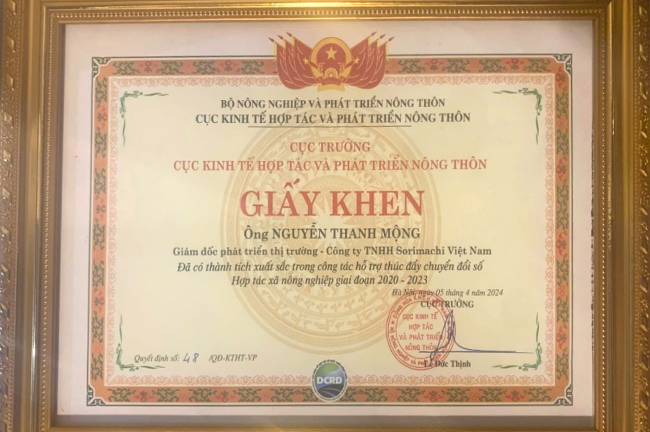 BỘ NÔNG NGHIỆP VÀ PHÁT TRIỂN NÔNG THÔN
CỤC KINH TẾ HỢP TÁC VÀ PHÁT TRIỂN NÔNG THÔN
CỤC TRƯỞNG
CỤC KINH TẾ HỢP TÁC VÀ PHÁT TRIỂN NÔNG THÔN
GIẤY KHEN
Ông NGUYỄN THANH MỘNG
Giám đốc phát triển thị trường - Công ty TNHH Sorimachi Việt Nam
Đã có thành tích xuất sắc trong công tác hỗ trợ thúc đẩy chuyển đổi số
Hợp tác xã nông nghiệp giai đoạn 2020 - 2023
Hà Nội, ngày 05 tháng 4 năm 2024
CỤC TRƯỞNG
CỤC KINH TẾ
HỢP TÁC
VÀ PHÁT TRIỂN
NÔNG THÔN
Lê Đức Thịnh
Quyết định số: 48 /QĐ-KTHT-VP
DCRD